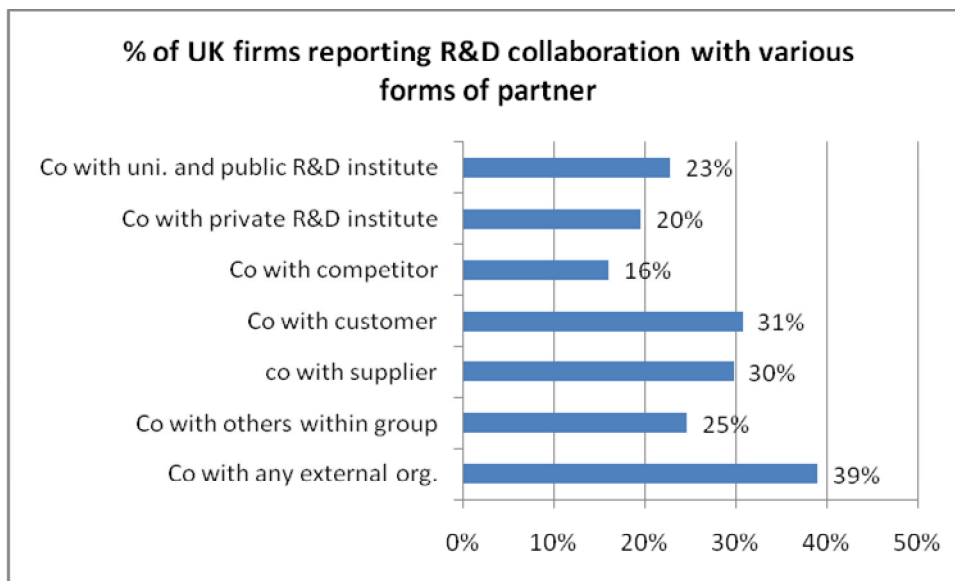 % of UK firms reporting R&D collaboration with various
forms of partner
Co with uni. and public R&D institute 23%
Co with private R&D institute 20%
Co with competitor 16%
Co with customer 31%
co with supplier 30%
Co with others within group 25%
Co with any external org. 39%
0% 10% 20% 30% 40% 50%